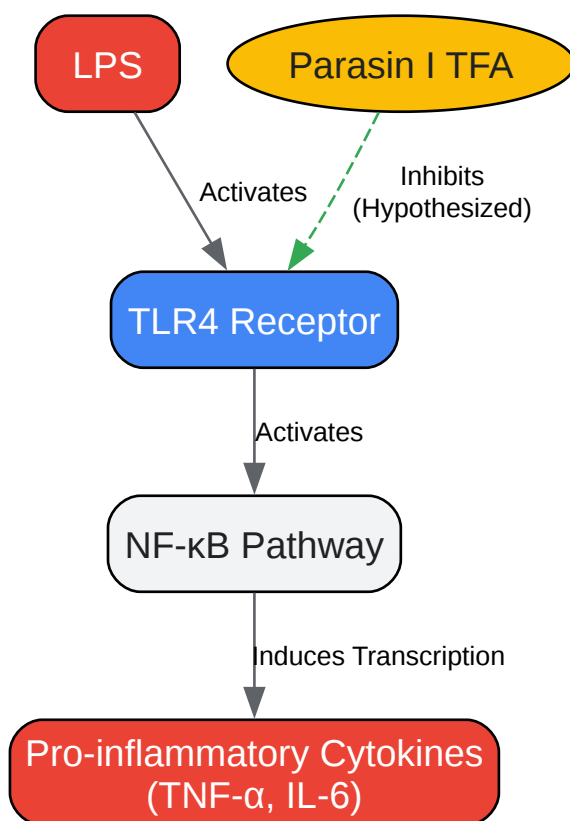 LPS
Parasin I TFA
Activates
Inhibits
(Hypothesized)
TLR4 Receptor
Activates
NF-κB Pathway
Induces Transcription
Pro-inflammatory Cytokines
(TNF-α, IL-6)